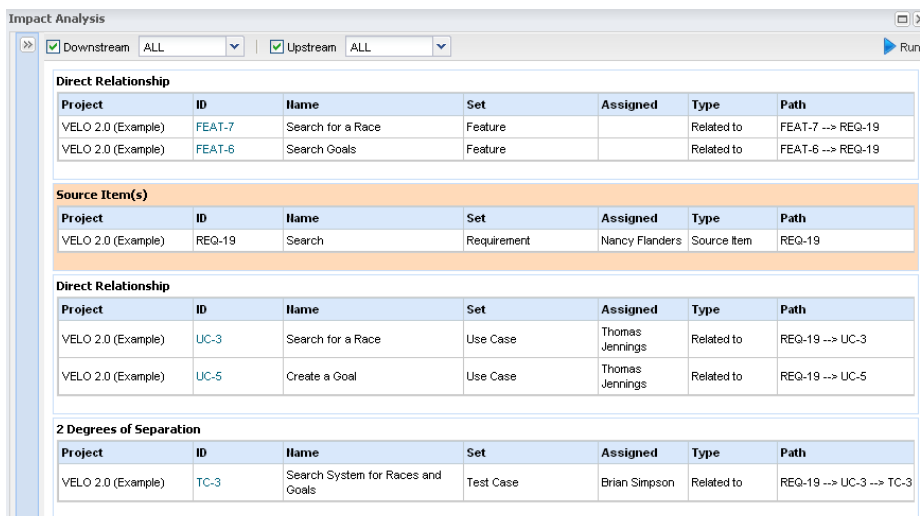 Impact Analysis
Downstream ALL Upstream ALL Run
Direct Relationship
Project ID Name Set Assigned Type Path
VELO 2.0 (Example) FEAT-7 Search for a Race Feature Related to FEAT-7 --> REQ-19
VELO 2.0 (Example) FEAT-6 Search Goals Feature Related to FEAT-6 --> REQ-19
Source Item(s)
Project ID Name Set Assigned Type Path
VELO 2.0 (Example) REQ-19 Search Requirement Nancy Flanders Source Item REQ-19
Direct Relationship
Project ID Name Set Assigned Type Path
VELO 2.0 (Example) UC-3 Search for a Race Use Case Thomas Jennings Related to REQ-19 --> UC-3
VELO 2.0 (Example) UC-5 Create a Goal Use Case Thomas Jennings Related to REQ-19 --> UC-5
2 Degrees of Separation
Project ID Name Set Assigned Type Path
VELO 2.0 (Example) TC-3 Search System for Races and Goals Test Case Brian Simpson Related to REQ-19 --> UC-3 --> TC-3